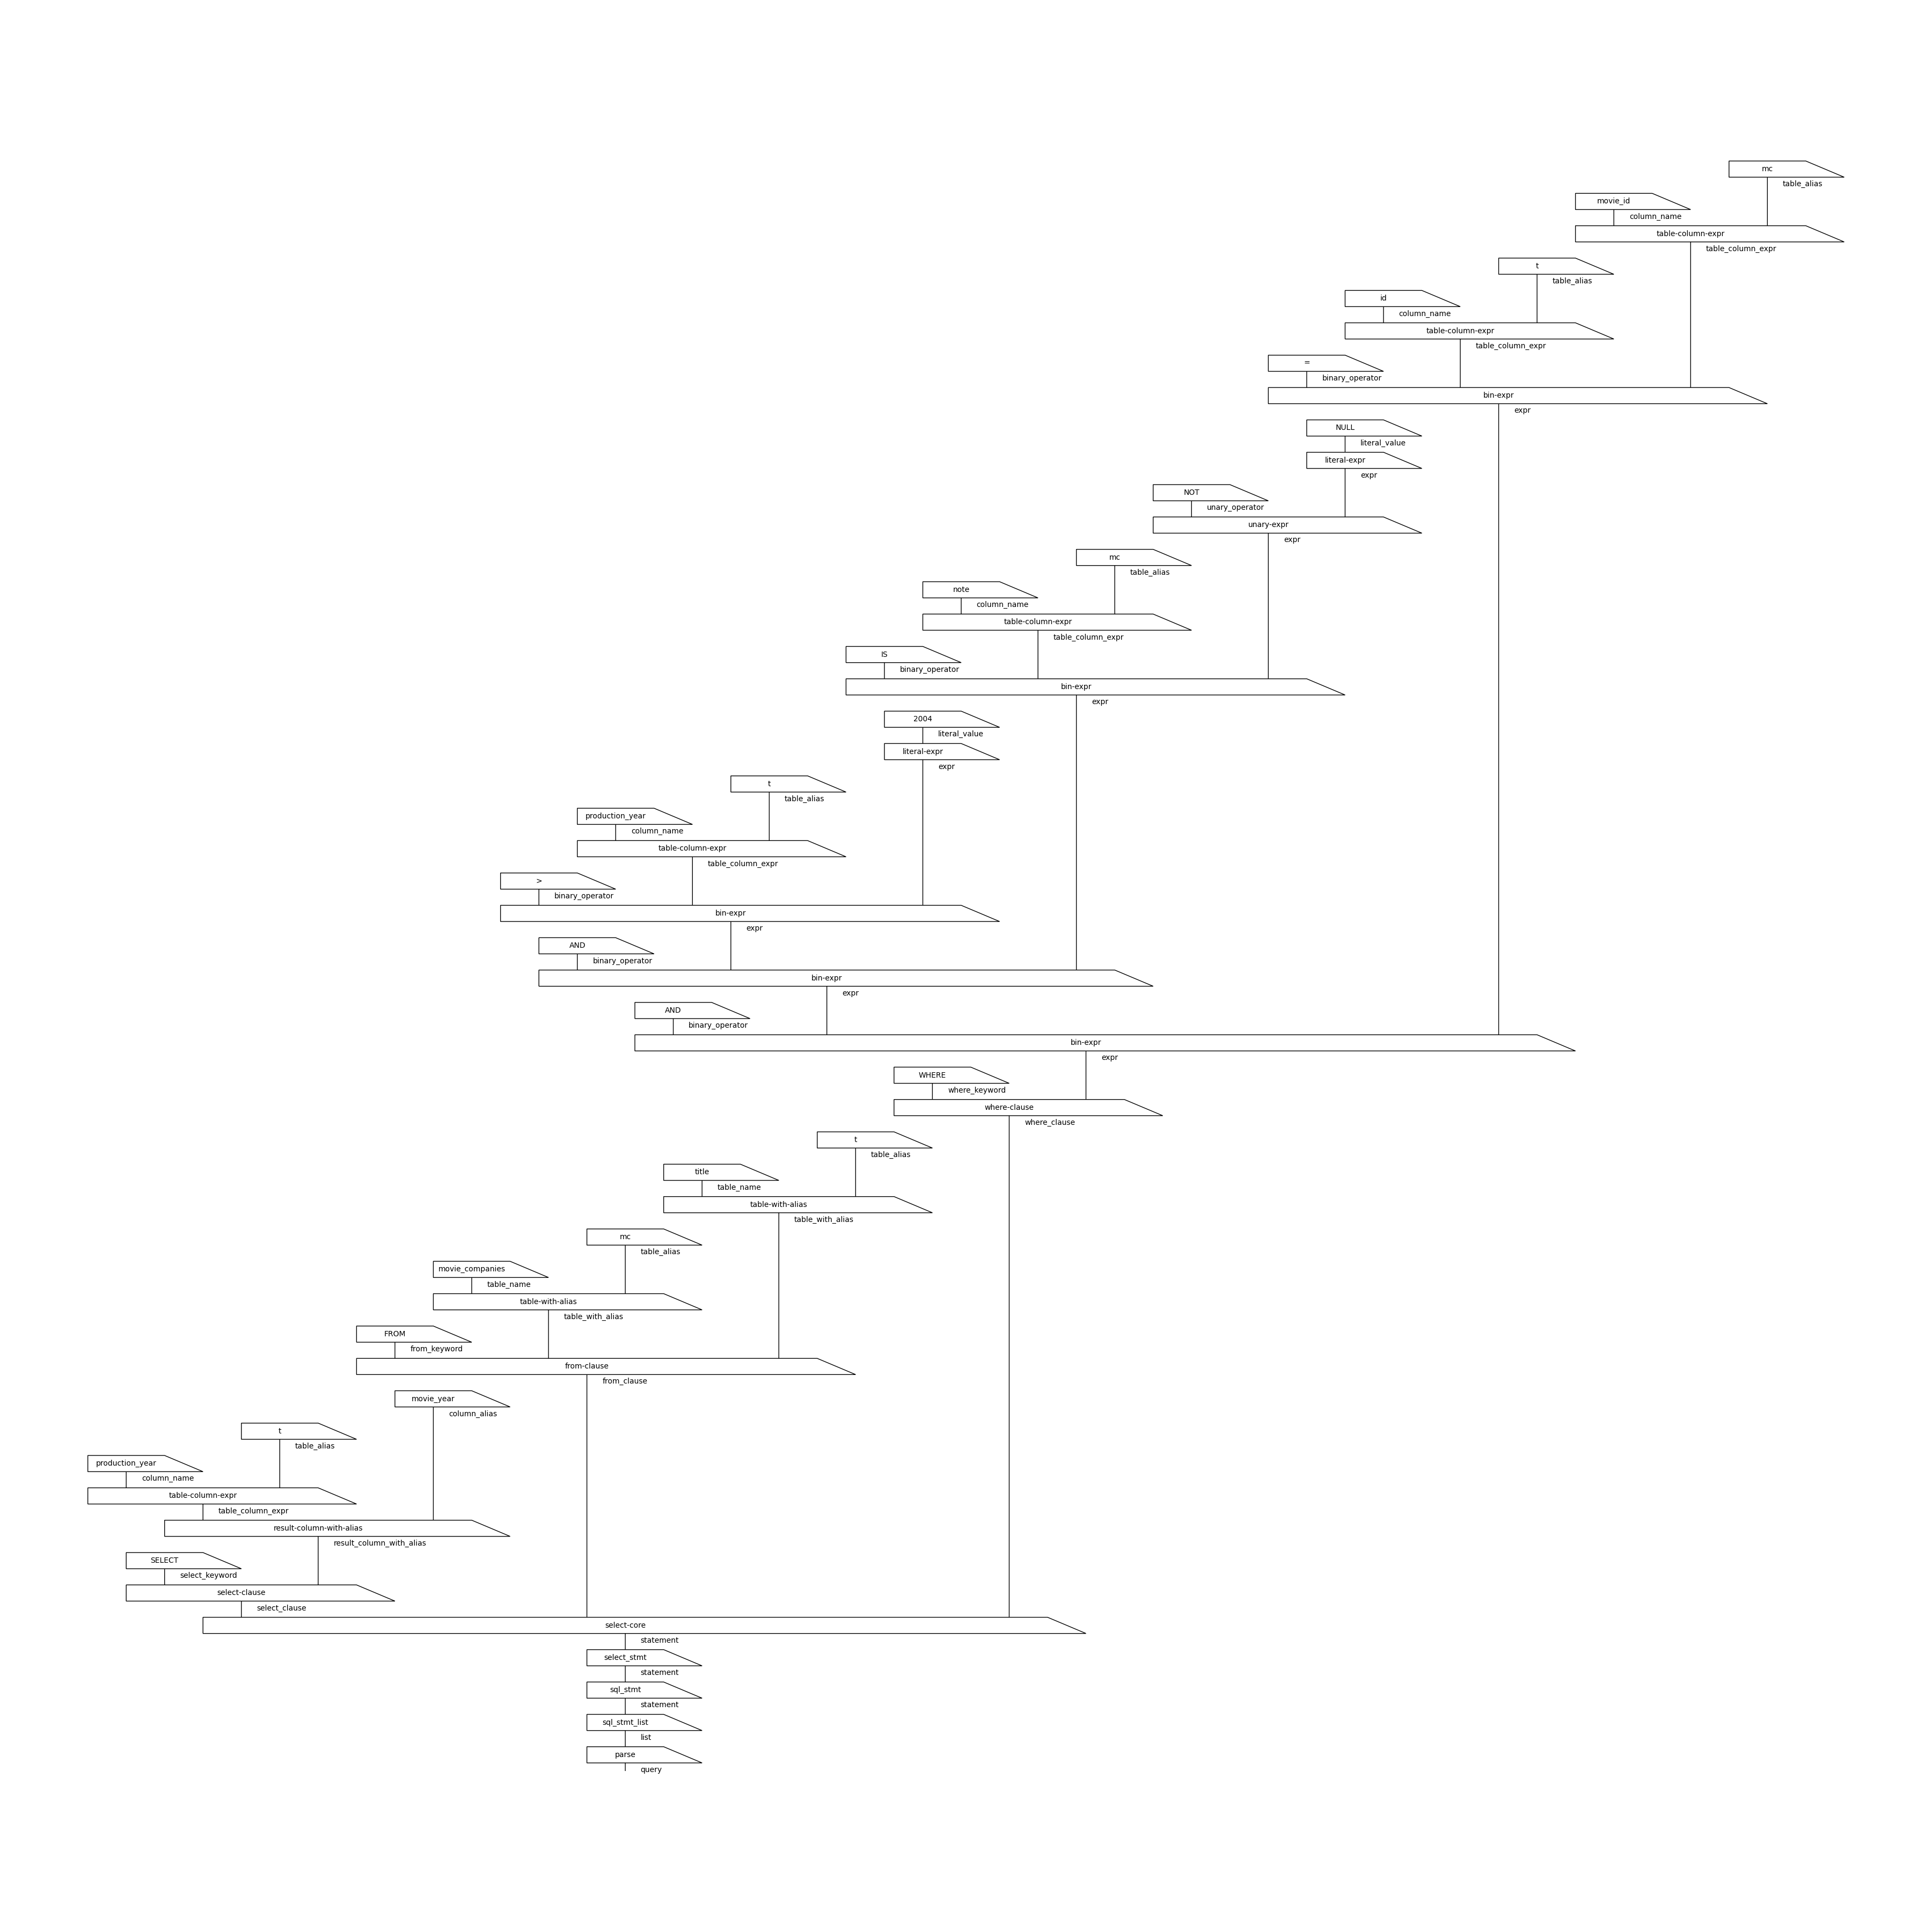 mc
table_alias
movie_id
column_name
table-column-expr
table_column_expr
t
table_alias
id
column_name
table-column-expr
table_column_expr
=
binary_operator
bin-expr
expr
NULL
literal_value
literal-expr
expr
NOT
unary_operator
unary-expr
expr
mc
table_alias
note
column_name
table-column-expr
table_column_expr
IS
binary_operator
bin-expr
expr
2004
literal_value
literal-expr
expr
t
table_alias
production_year
column_name
table-column-expr
table_column_expr
>
binary_operator
bin-expr
expr
AND
binary_operator
bin-expr
expr
AND
binary_operator
bin-expr
expr
WHERE
where_keyword
where-clause
where_clause
t
table_alias
title
table_name
table-with-alias
table_with_alias
mc
table_alias
movie_companies
table_name
table-with-alias
table_with_alias
FROM
from_keyword
from-clause
from_clause
movie_year
column_alias
t
table_alias
production_year
column_name
table-column-expr
table_column_expr
result-column-with-alias
result_column_with_alias
SELECT
select_keyword
select-clause
select_clause
select-core
statement
select_stmt
statement
sql_stmt
statement
sql_stmt_list
list
parse
query